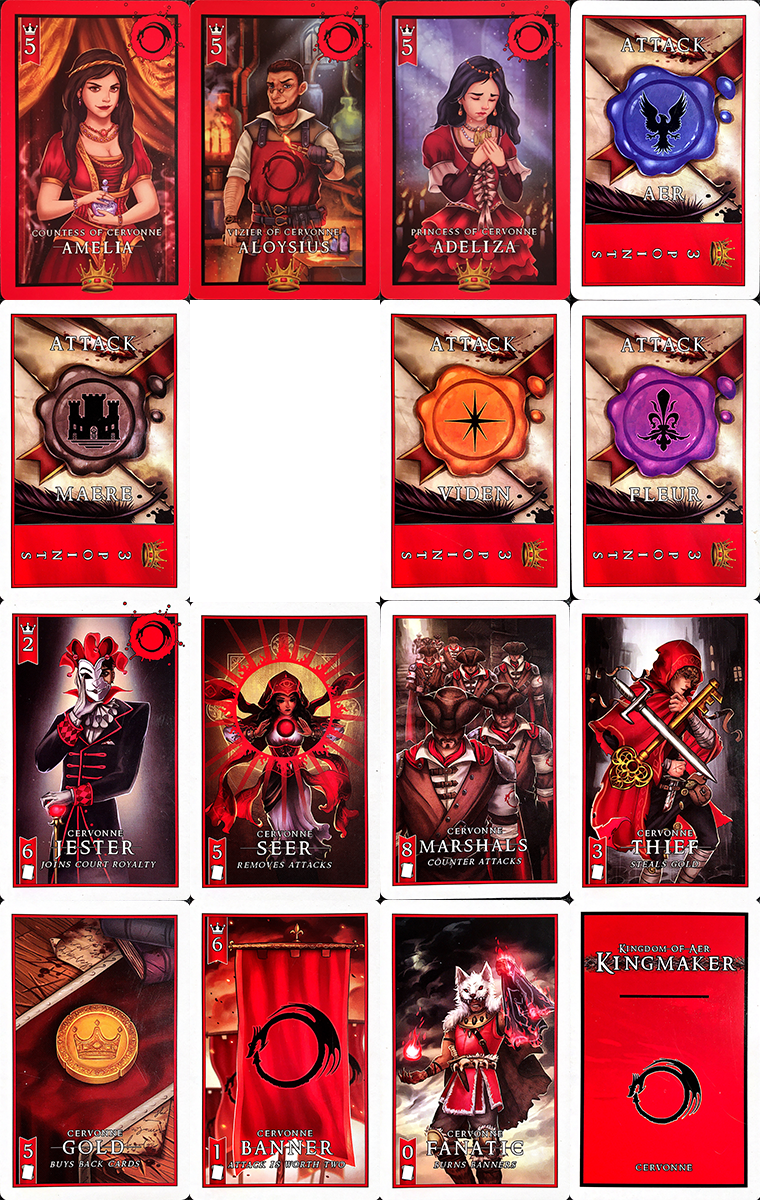 5
COUNTESS OF CERVONNE
AMELIA
5
VIZIER OF CERVONNE
ALOYSIUS
5
PRINCESS OF CERVONNE
ADELIZA
ATTACK
AER
3 POINTS
ATTACK
MAERE
3 POINTS
ATTACK
VIDEN
3 POINTS
ATTACK
FLEUR
3 POINTS
2
6
CERVONNE
JESTER
JOINS COURT ROYALTY
5
CERVONNE
SEER
REMOVES ATTACKS
8
CERVONNE
MARSHALS
COUNTER ATTACKS
3
CERVONNE
THIEF
STEALS GOLD
5
CERVONNE
GOLD
BUYS BACK CARDS
6
1
CERVONNE
BANNER
ATTACK IS WORTH TWO
0
CERVONNE
FANATIC
BURNS BANNERS
KINGDOM OF AER
KINGMAKER
CERVONNE